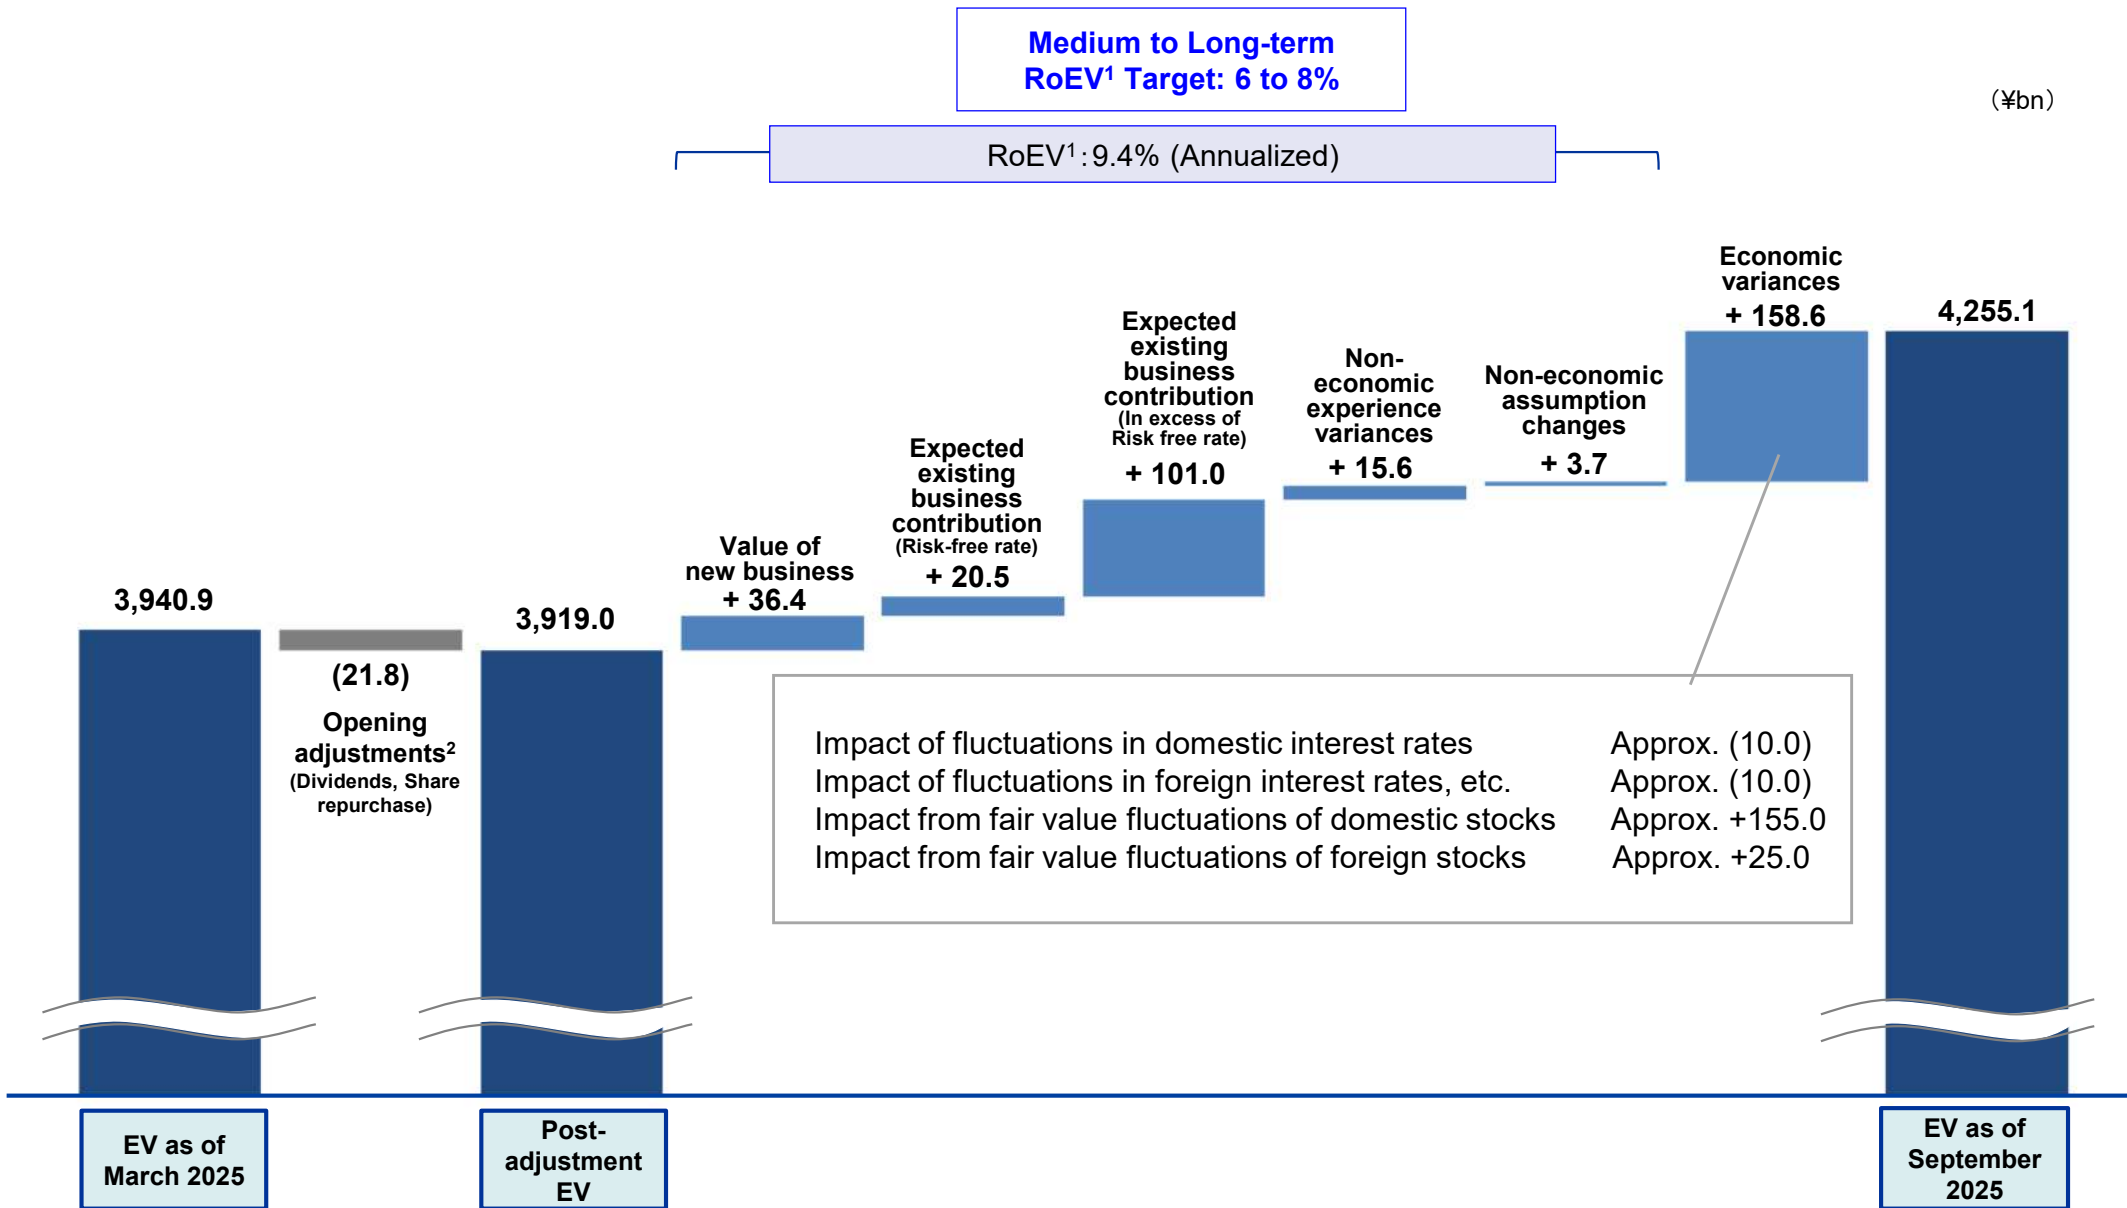 Medium to Long-term
RoEV¹ Target: 6 to 8%
（¥bn）
RoEV¹：9.4% (Annualized)
3,940.9
(21.8)
Opening
adjustments²
(Dividends, Share
repurchase)
3,919.0
Value of
new business
+ 36.4
Expected
existing
business
contribution
(Risk-free rate)
+ 20.5
Expected
existing
business
contribution
(In excess of
Risk free rate)
+ 101.0
Non-
economic
experience
variances
+ 15.6
Non-economic
assumption
changes
+ 3.7
Economic
variances
+ 158.6
4,255.1
Impact of fluctuations in domestic interest rates Approx. (10.0)
Impact of fluctuations in foreign interest rates, etc. Approx. (10.0)
Impact from fair value fluctuations of domestic stocks Approx. +155.0
Impact from fair value fluctuations of foreign stocks Approx. +25.0
EV as of
March 2025
Post-
adjustment
EV
EV as of
September
2025